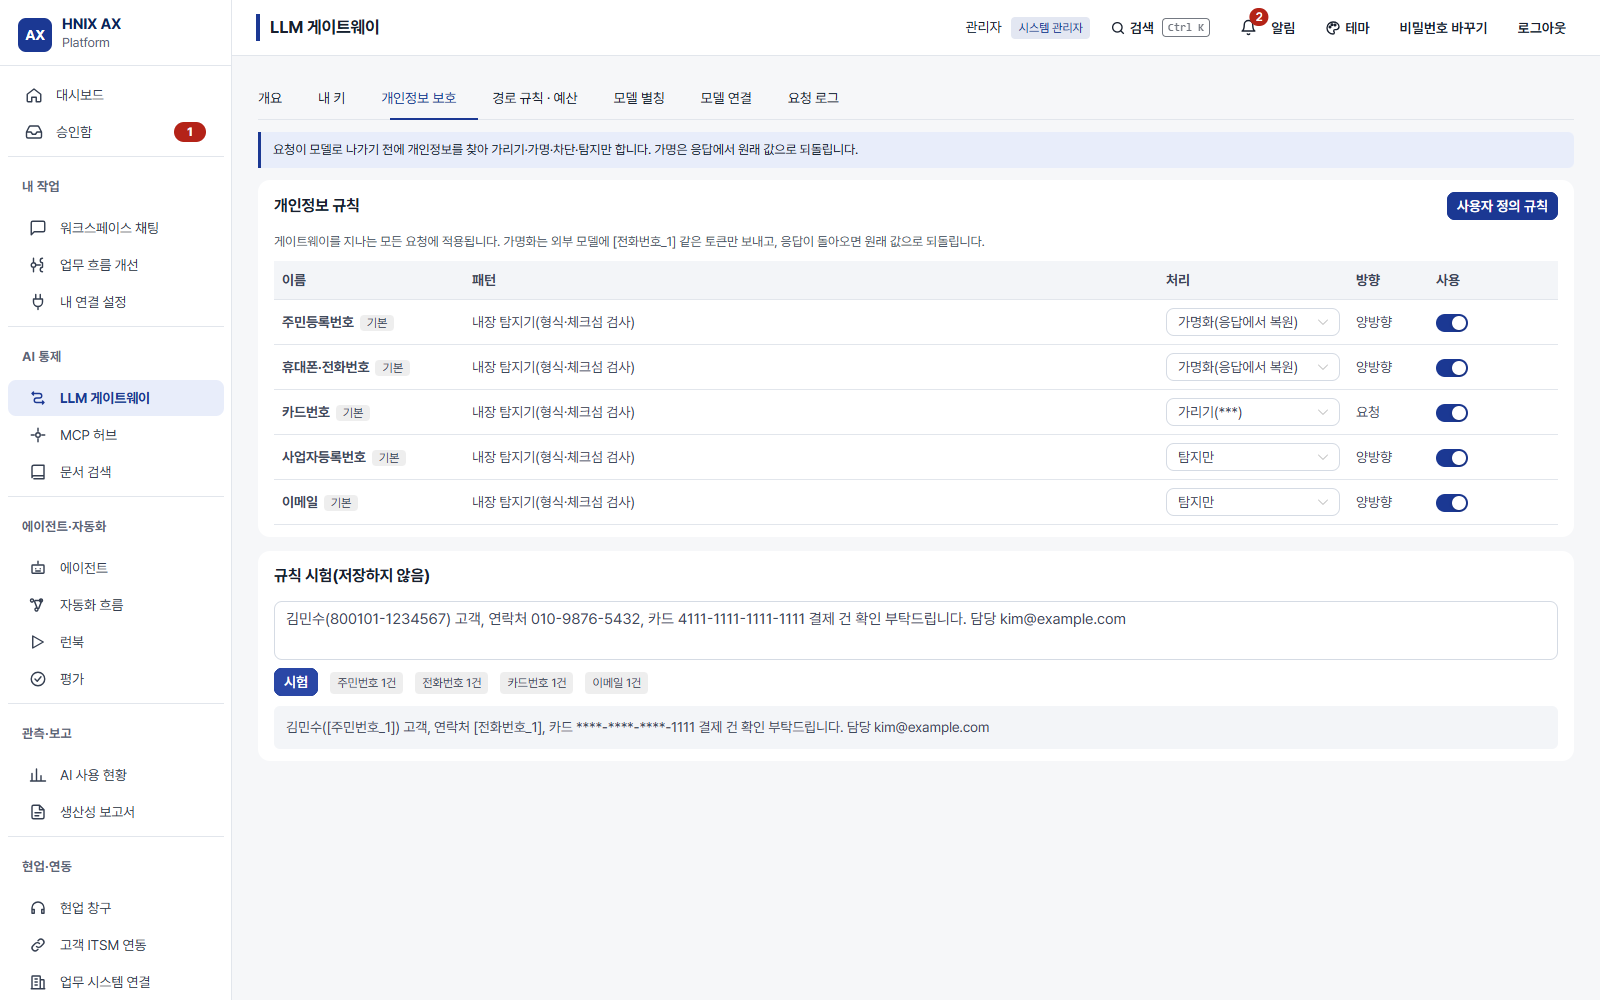 AX
HNIX AX
Platform
LLM 게이트웨이
관리자 시스템 관리자 검색 Ctrl K 2 알림 테마 비밀번호 바꾸기 로그아웃
대시보드
승인함 1
내 작업
워크스페이스 채팅
업무 흐름 개선
내 연결 설정
AI 통제
LLM 게이트웨이
MCP 허브
문서 검색
에이전트·자동화
에이전트
자동화 흐름
런북
평가
관측·보고
AI 사용 현황
생산성 보고서
현업·연동
현업 창구
고객 ITSM 연동
업무 시스템 연결
개요 내 키 개인정보 보호 경로 규칙 · 예산 모델 별칭 모델 연결 요청 로그
요청이 모델로 나가기 전에 개인정보를 찾아 가리기·가명·차단·탐지만 합니다. 가명은 응답에서 원래 값으로 되돌립니다.
개인정보 규칙
사용자 정의 규칙
게이트웨이를 지나는 모든 요청에 적용됩니다. 가명화는 외부 모델에 [전화번호_1] 같은 토큰만 보내고, 응답이 돌아오면 원래 값으로 되돌립니다.
이름 패턴 처리 방향 사용
주민등록번호 기본 내장 탐지기(형식·체크섬 검사) 가명화(응답에서 복원) 양방향
휴대폰·전화번호 기본 내장 탐지기(형식·체크섬 검사) 가명화(응답에서 복원) 양방향
카드번호 기본 내장 탐지기(형식·체크섬 검사) 가리기(***) 요청
사업자등록번호 기본 내장 탐지기(형식·체크섬 검사) 탐지만 양방향
이메일 기본 내장 탐지기(형식·체크섬 검사) 탐지만 양방향
규칙 시험(저장하지 않음)
김민수(800101-1234567) 고객, 연락처 010-9876-5432, 카드 4111-1111-1111-1111 결제 건 확인 부탁드립니다. 담당 kim@example.com
시험 주민번호 1건 전화번호 1건 카드번호 1건 이메일 1건
김민수([주민번호_1]) 고객, 연락처 [전화번호_1], 카드 ****-****-****-1111 결제 건 확인 부탁드립니다. 담당 kim@example.com